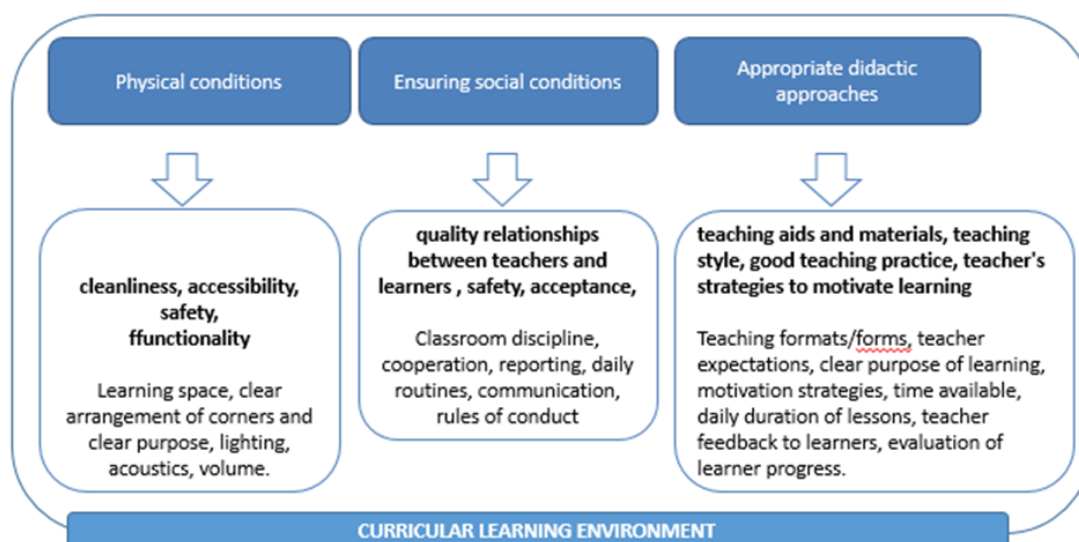 Physical conditions
Ensuring social conditions
Appropriate didactic
approaches
cleanliness, accessibility,
safety,
ffunctionality
Learning space, clear
arrangement of corners and
clear purpose, lighting,
acoustics, volume.
quality relationships
between teachers and
learners , safety, acceptance,
Classroom discipline,
cooperation, reporting, daily
routines, communication,
rules of conduct
teaching aids and materials, teaching
style, good teaching practice, teacher's
strategies to motivate learning
Teaching formats/forms, teacher
expectations, clear purpose of learning,
motivation strategies, time available,
daily duration of lessons, teacher
feedback to learners, evaluation of
learner progress.
CURRICULAR LEARNING ENVIRONMENT